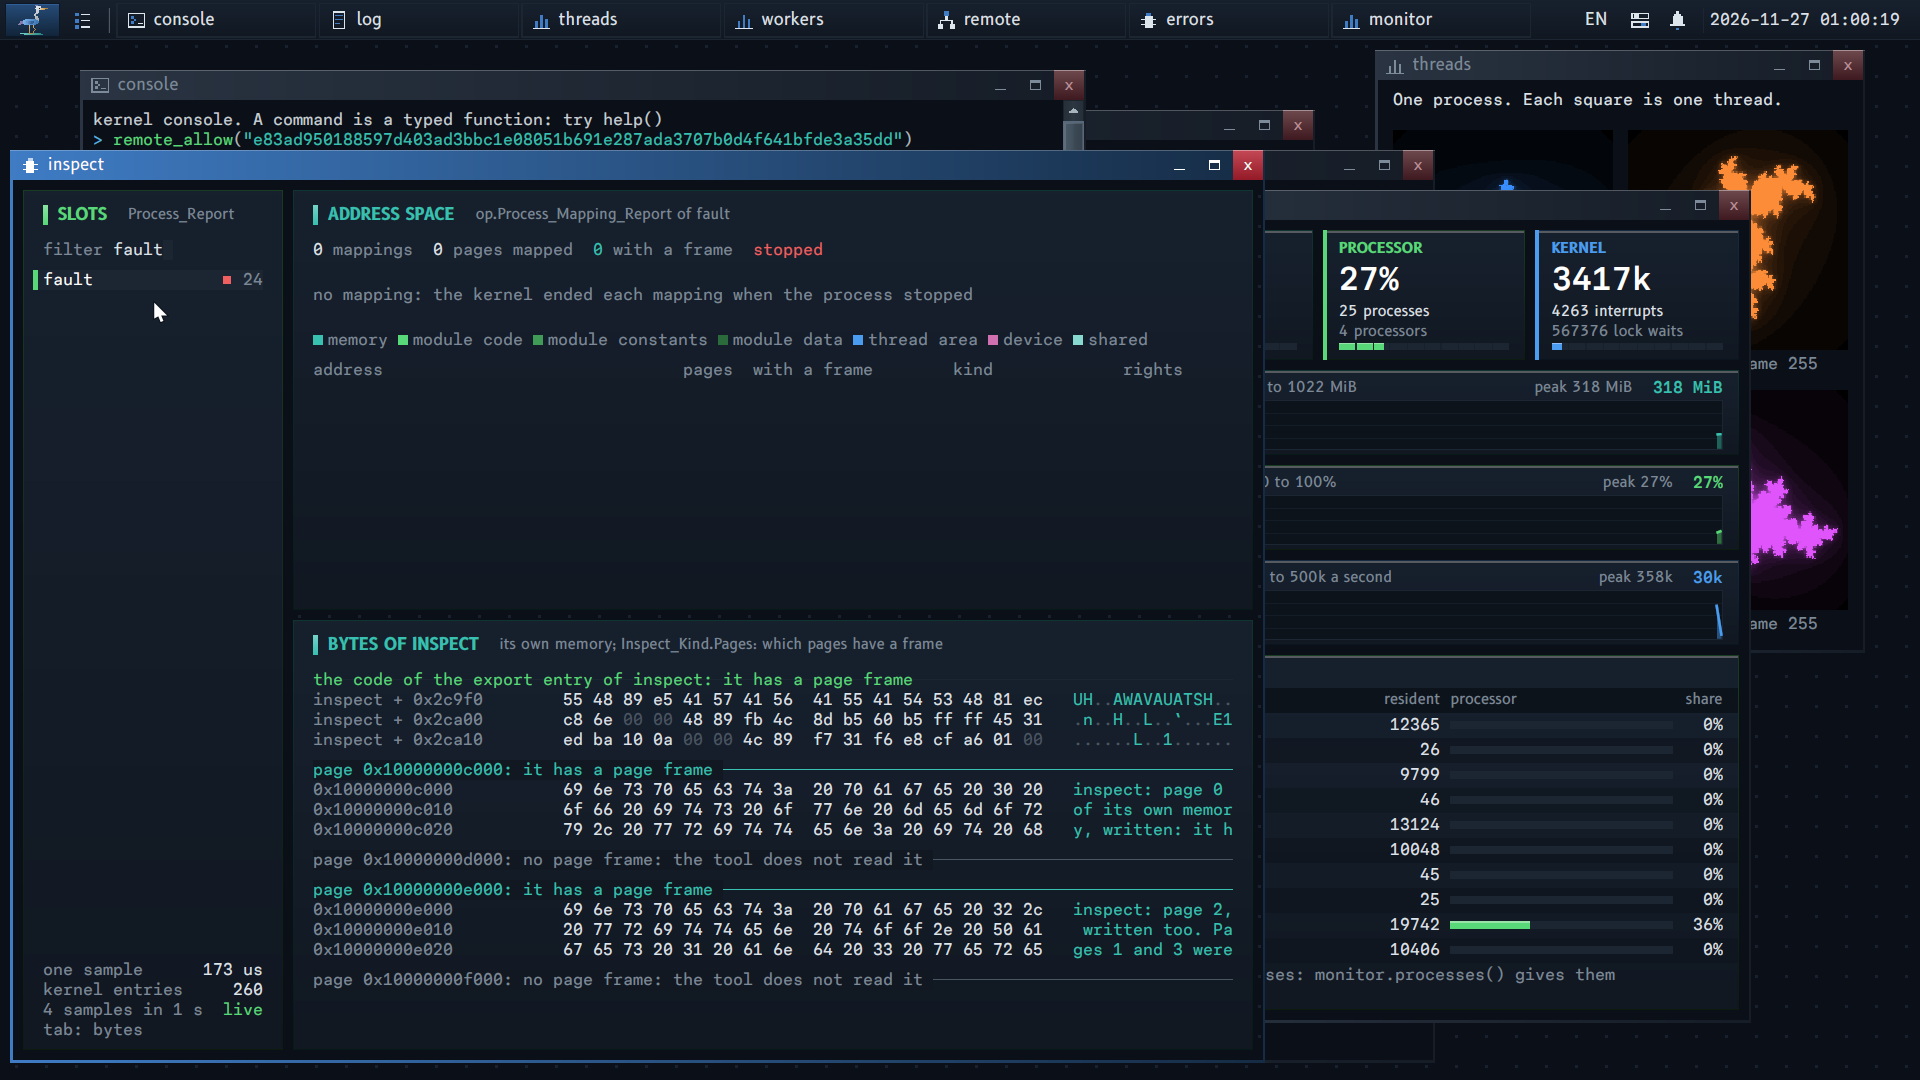 console
log
threads
workers
remote
errors
monitor
EN
2026-11-27 01:00:19
console
x
kernel console. A command is a typed function: try help()
> remote_allow("e83ad950188597d403ad3bbc1e08051b691e287ada3707b0d4f641bfde3a35dd")
x
threads
x
One process. Each square is one thread.
inspect
x
x
x
SLOTS Process_Report
filter fault
fault 24
one sample 173 us
kernel entries 260
4 samples in 1 s live
tab: bytes
ADDRESS SPACE op.Process_Mapping_Report of fault
0 mappings 0 pages mapped 0 with a frame stopped
no mapping: the kernel ended each mapping when the process stopped
memory module code module constants module data thread area device shared
address pages with a frame kind rights
BYTES OF INSPECT its own memory; Inspect_Kind.Pages: which pages have a frame
the code of the export entry of inspect: it has a page frame
inspect + 0x2c9f0 55 48 89 e5 41 57 41 56 41 55 41 54 53 48 81 ec UH..AWAVAUATSH..
inspect + 0x2ca00 c8 6e 00 00 48 89 fb 4c 8d b5 60 b5 ff ff 45 31 .n..H..L..`...E1
inspect + 0x2ca10 ed ba 10 0a 00 00 4c 89 f7 31 f6 e8 cf a6 01 00 ......L..1......
page 0x10000000c000: it has a page frame
0x10000000c000 69 6e 73 70 65 63 74 3a 20 70 61 67 65 20 30 20 inspect: page 0
0x10000000c010 6f 66 20 69 74 73 20 6f 77 6e 20 6d 65 6d 6f 72 of its own memor
0x10000000c020 79 2c 20 77 72 69 74 74 65 6e 3a 20 69 74 20 68 y, written: it h
page 0x10000000d000: no page frame: the tool does not read it
page 0x10000000e000: it has a page frame
0x10000000e000 69 6e 73 70 65 63 74 3a 20 70 61 67 65 20 32 2c inspect: page 2,
0x10000000e010 20 77 72 69 74 74 65 6e 20 74 6f 6f 2e 20 50 61 written too. Pa
0x10000000e020 67 65 73 20 31 20 61 6e 64 20 33 20 77 65 72 65 ges 1 and 3 were
page 0x10000000f000: no page frame: the tool does not read it
PROCESSOR
27%
25 processes
4 processors
KERNEL
3417k
4263 interrupts
567376 lock waits
to 1022 MiB peak 318 MiB 318 MiB
to 100% peak 27% 27%
to 500k a second peak 358k 30k
resident processor share
12365 0%
26 0%
9799 0%
46 0%
13124 0%
10048 0%
45 0%
25 0%
19742 36%
10406 0%
ses: monitor.processes() gives them
ame 255
ame 255